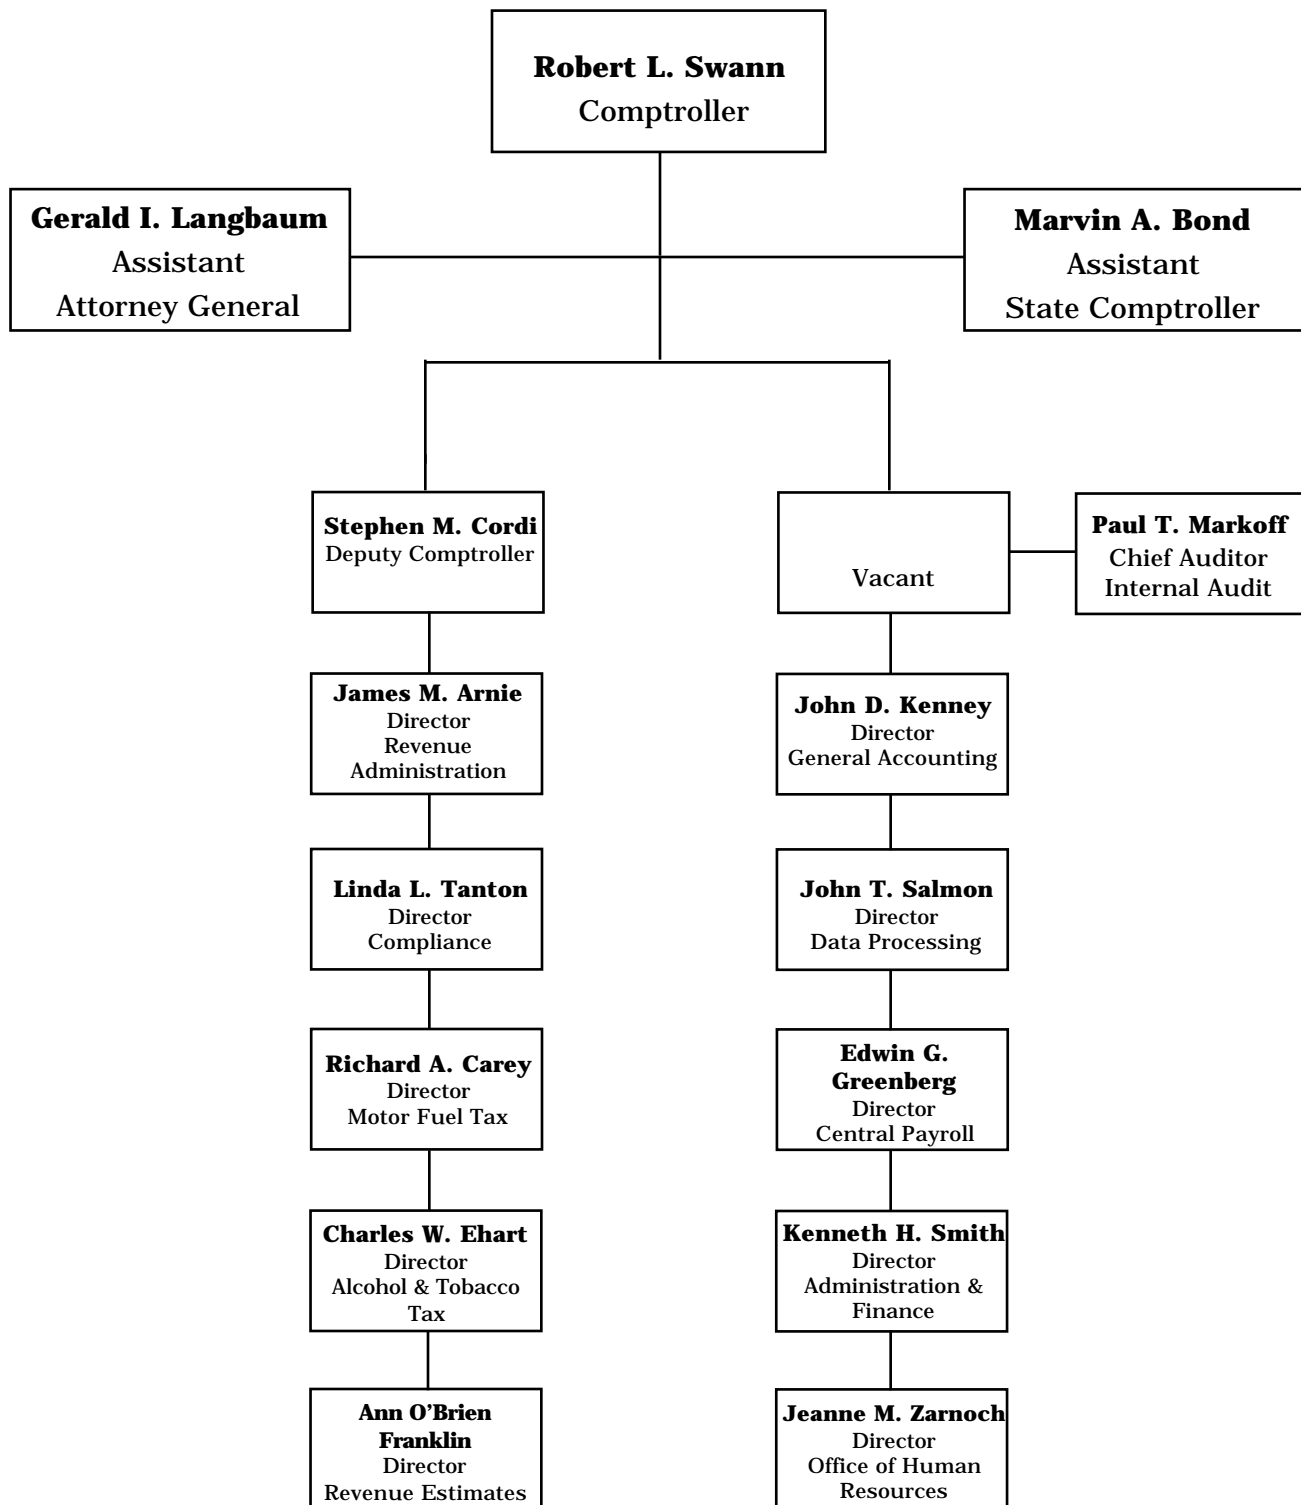 Robert L. Swann
Comptroller
Gerald I. Langbaum
Assistant
Attorney General
Marvin A. Bond
Assistant
State Comptroller
Stephen M. Cordi
Deputy Comptroller
Vacant
Paul T. Markoff
Chief Auditor
Internal Audit
James M. Arnie
Director
Revenue
Administration
John D. Kenney
Director
General Accounting
Linda L. Tanton
Director
Compliance
John T. Salmon
Director
Data Processing
Richard A. Carey
Director
Motor Fuel Tax
Edwin G.
Greenberg
Director
Central Payroll
Charles W. Ehart
Director
Alcohol & Tobacco
Tax
Kenneth H. Smith
Director
Administration &
Finance
Ann O'Brien
Franklin
Director
Revenue Estimates
Jeanne M. Zarnoch
Director
Office of Human
Resources